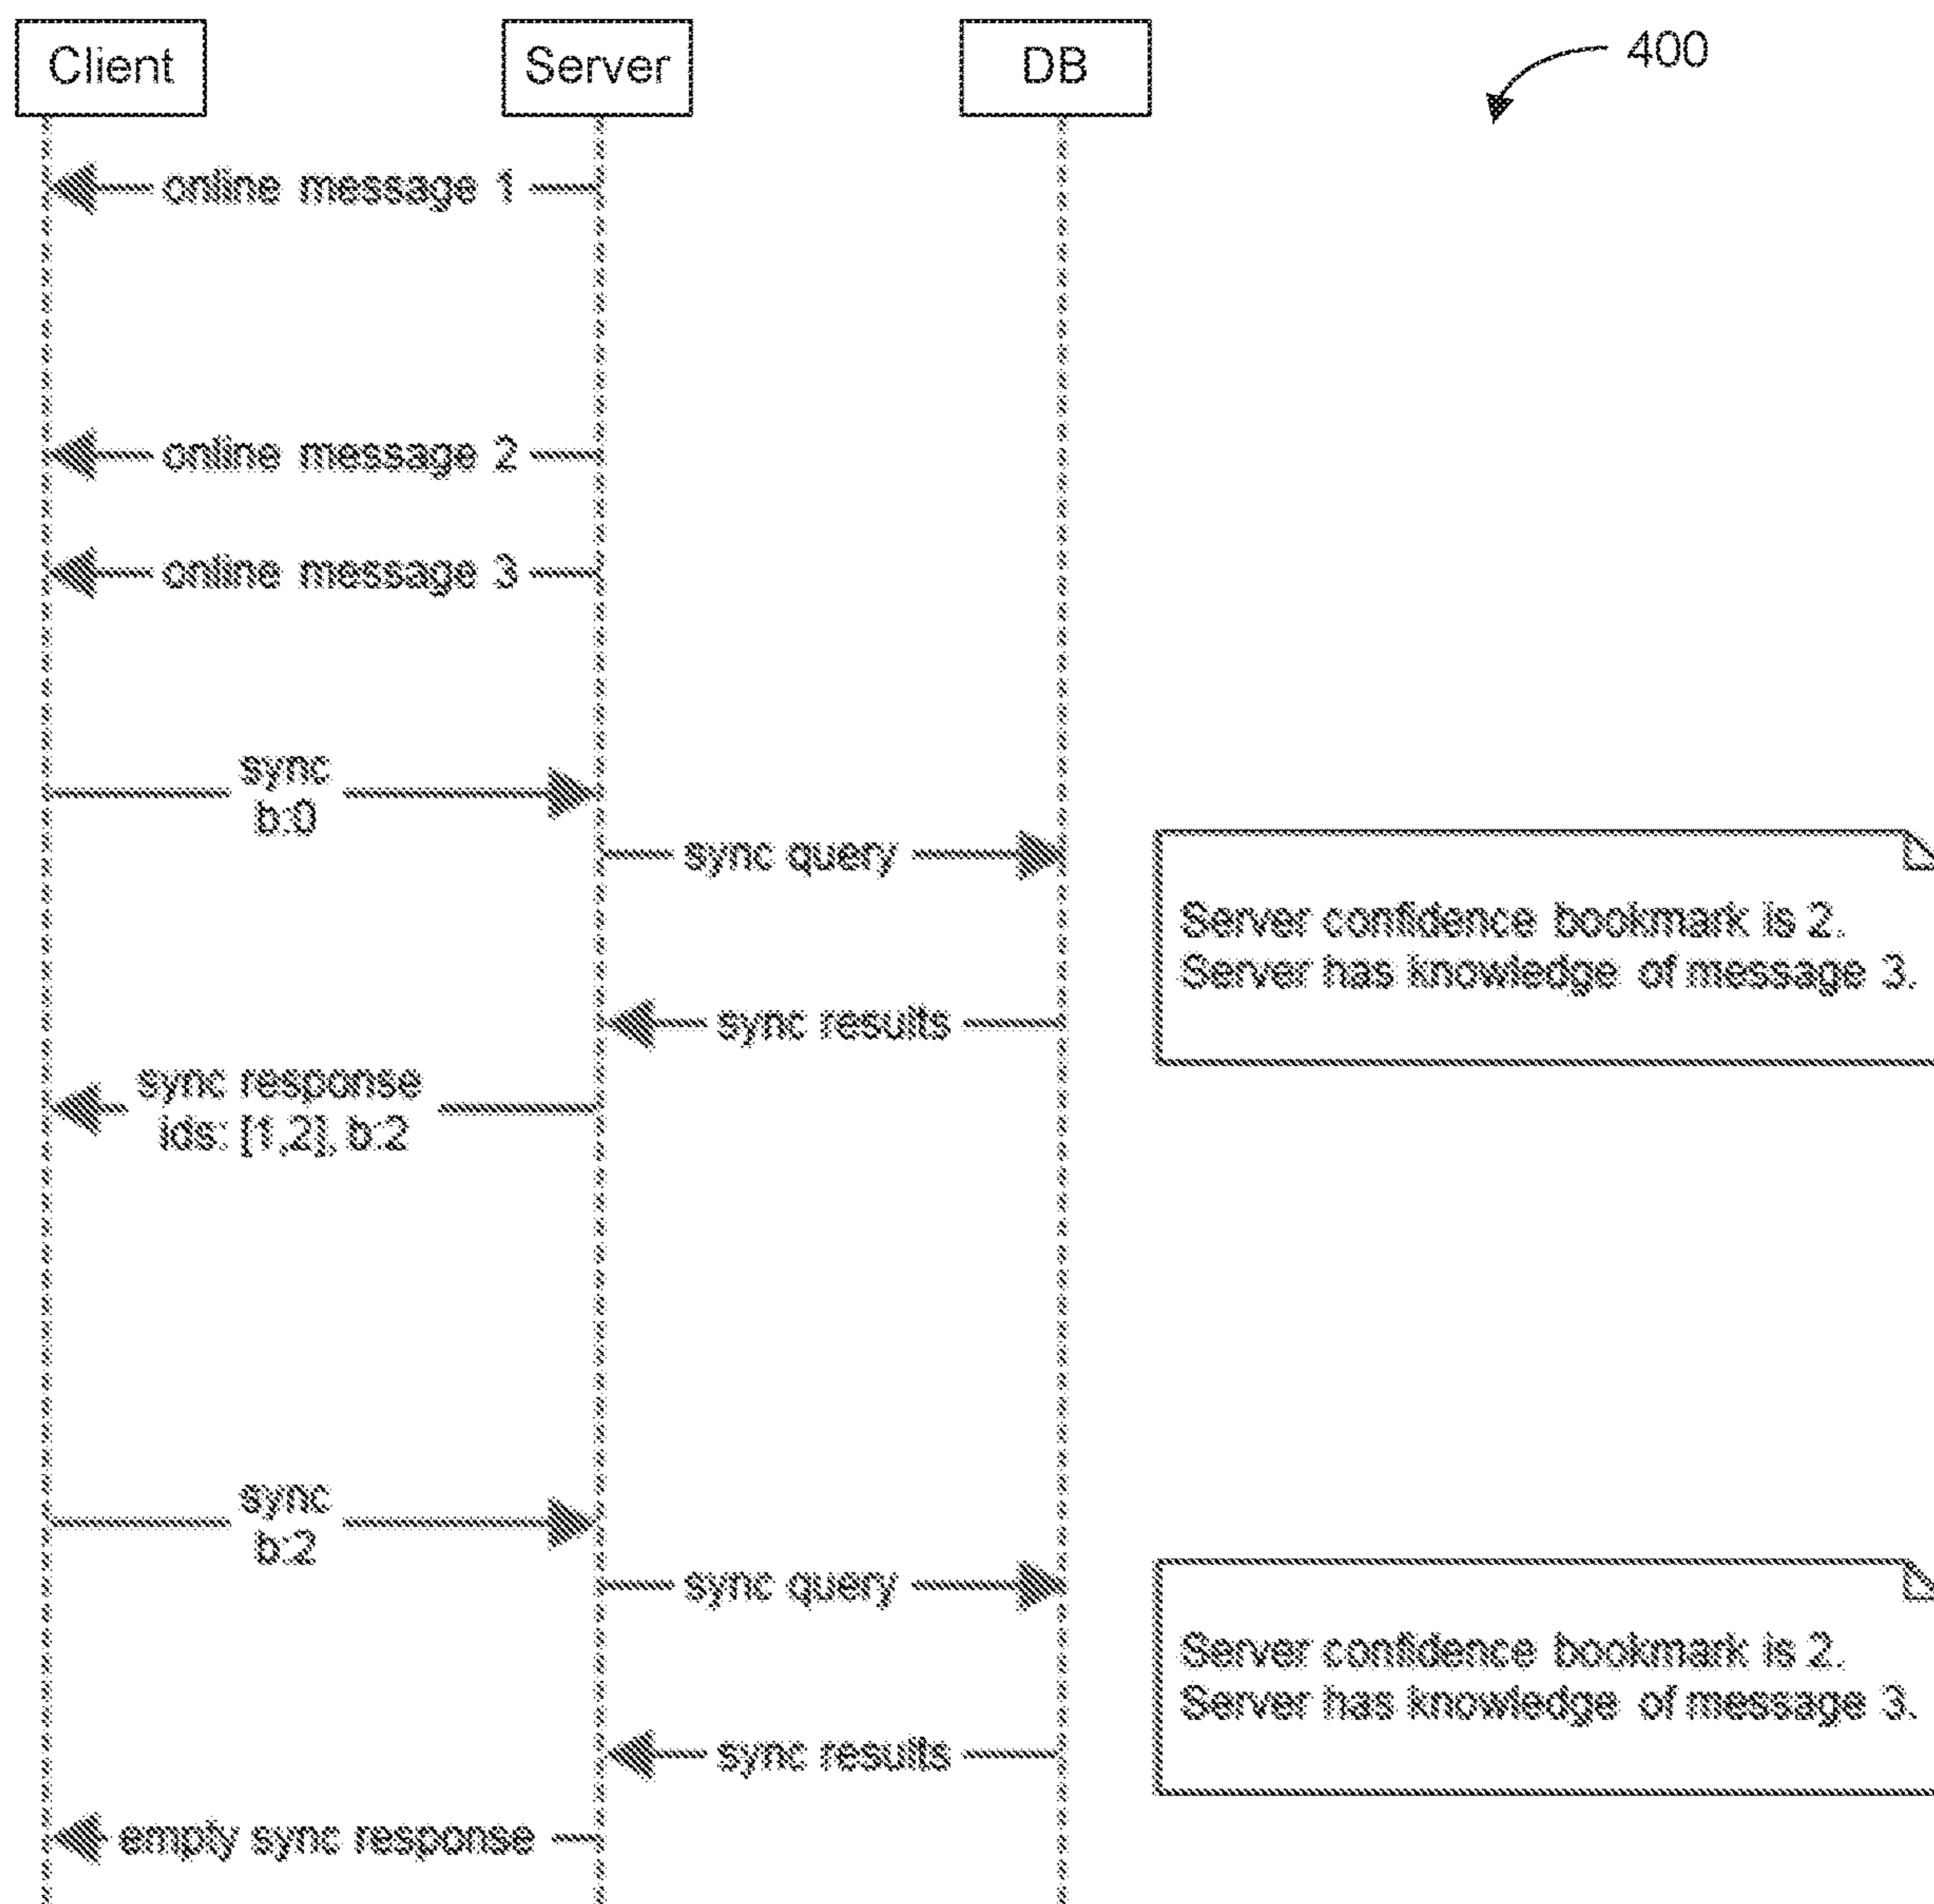 Client
Server
DB
400
online message 1
online message 2
online message 3
sync
b:0
sync query
Server confidence bookmark is 2.
Server has knowledge of message 3.
sync results
sync response
ids: [1,2], b:2
sync
b:2
sync query
Server confidence bookmark is 2.
Server has knowledge of message 3.
sync results
empty sync response